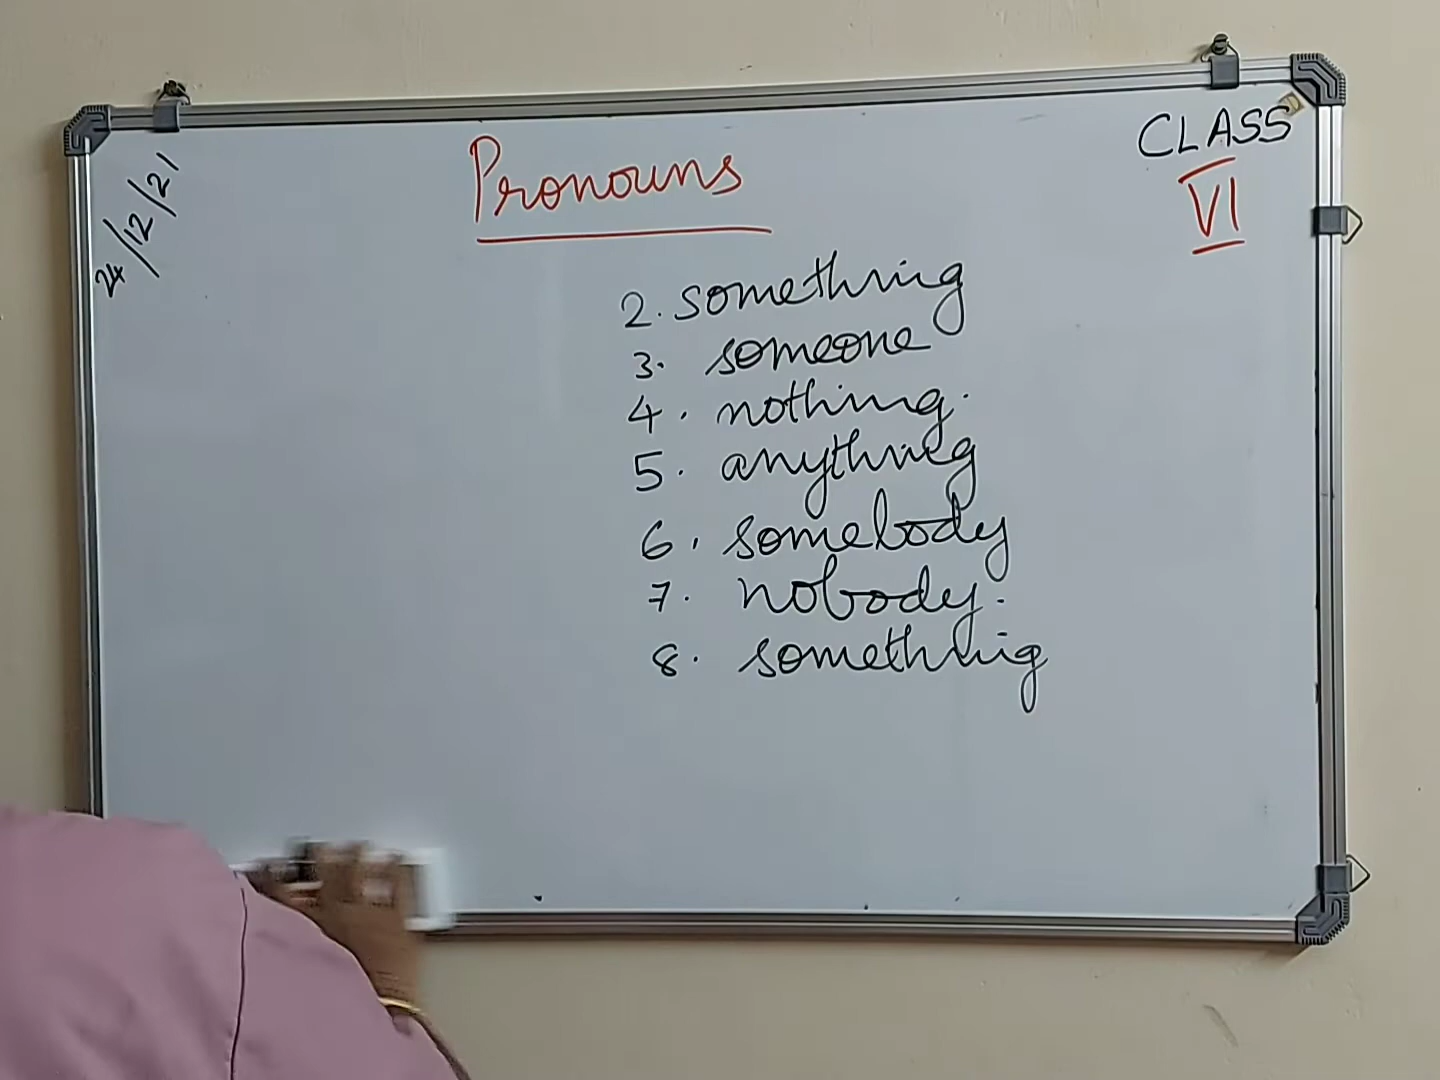 24/12/21
Pronouns
CLASS
VI
2. something
3. someone
4. nothing.
5. anything
6. somebody
7. nobody.
8. something